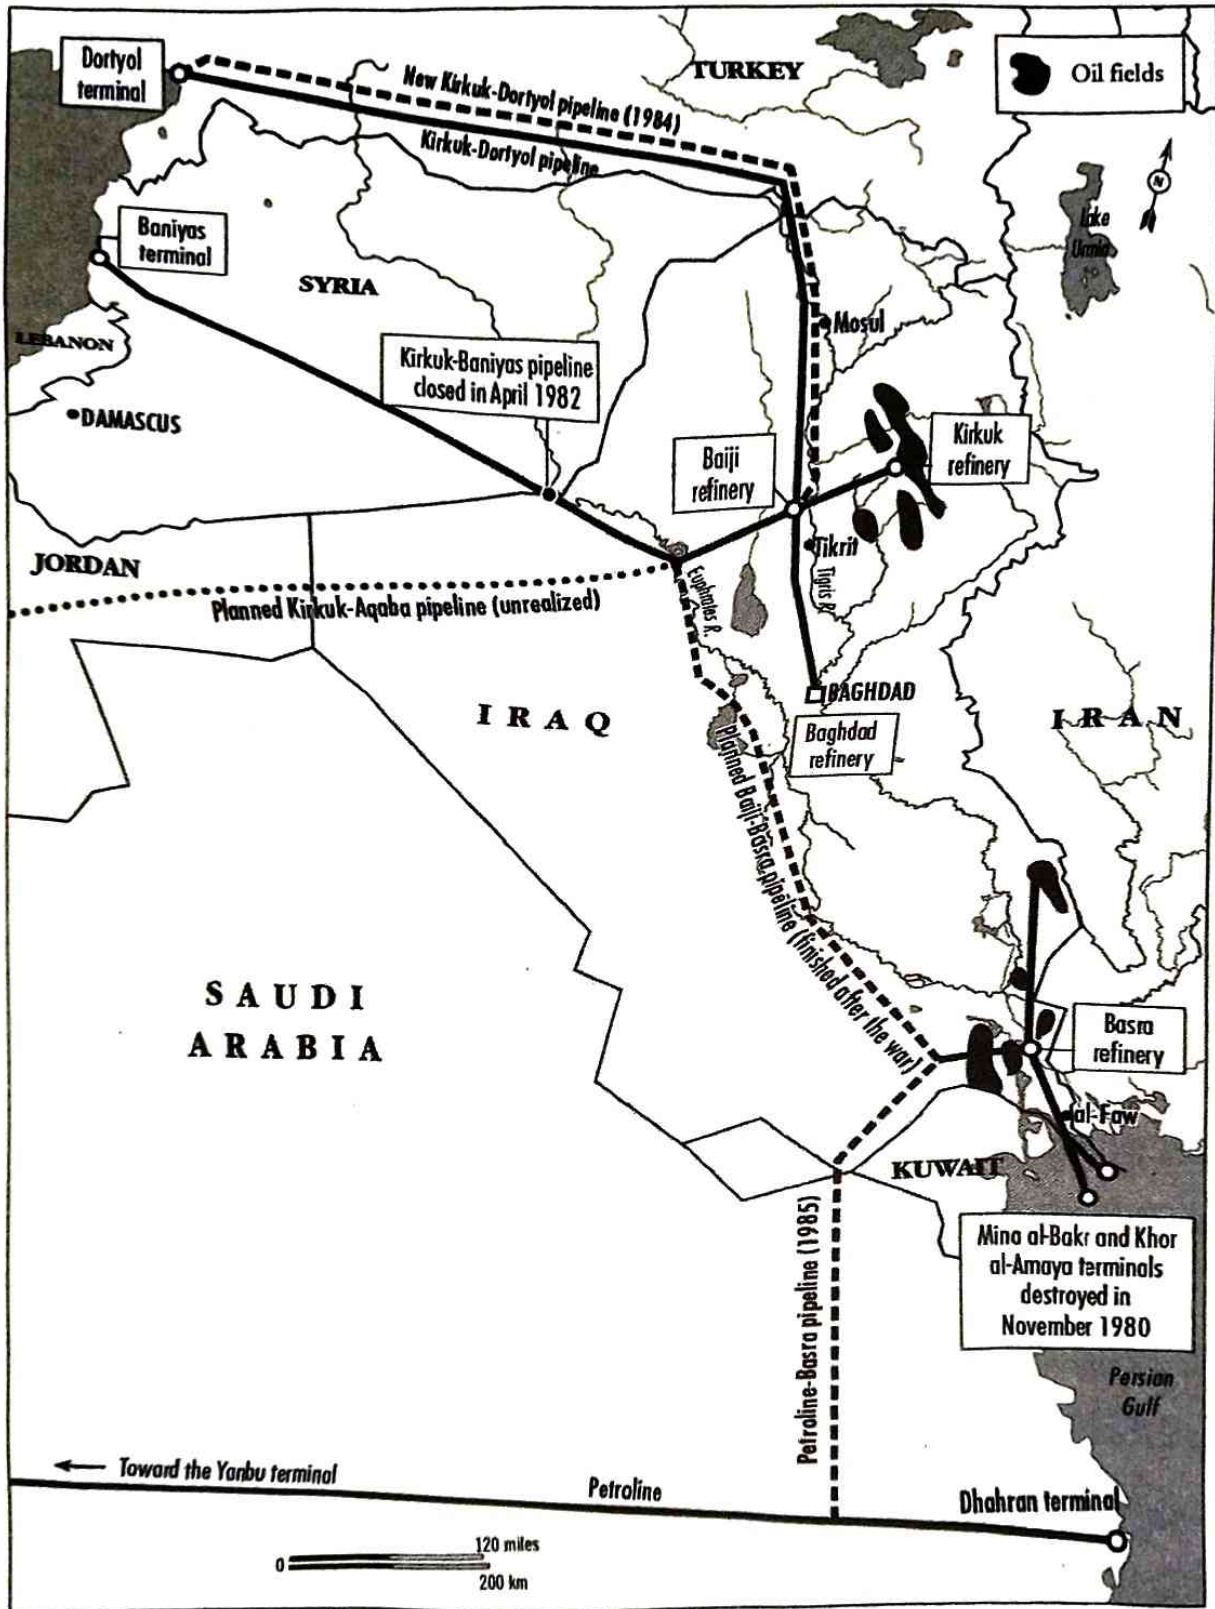 Dortyol
terminal
TURKEY
Oil fields
New Kirkuk-Dortyol pipeline (1984)
Kirkuk-Dortyol pipeline
N
Lake
Urmia
Baniyas
terminal
SYRIA
Mosul
LEBANON
Kirkuk-Baniyas pipeline
closed in April 1982
DAMASCUS
Kirkuk
refinery
Baiji
refinery
Tikrit
JORDAN
Tigris R.
Euphrates R.
Planned Kirkuk-Aqaba pipeline (unrealized)
BAGHDAD
IRAQ
IRAN
Baghdad
refinery
Planned Baiji-Basra pipeline (finished after the war)
SAUDI
ARABIA
Basra
refinery
al-Faw
KUWAIT
Petroline-Basra pipeline (1985)
Mina al-Bakr and Khor
al-Amaya terminals
destroyed in
November 1980
Persian
Gulf
Toward the Yanbu terminal
Petroline
Dhahran terminal
0
120 miles
200 km